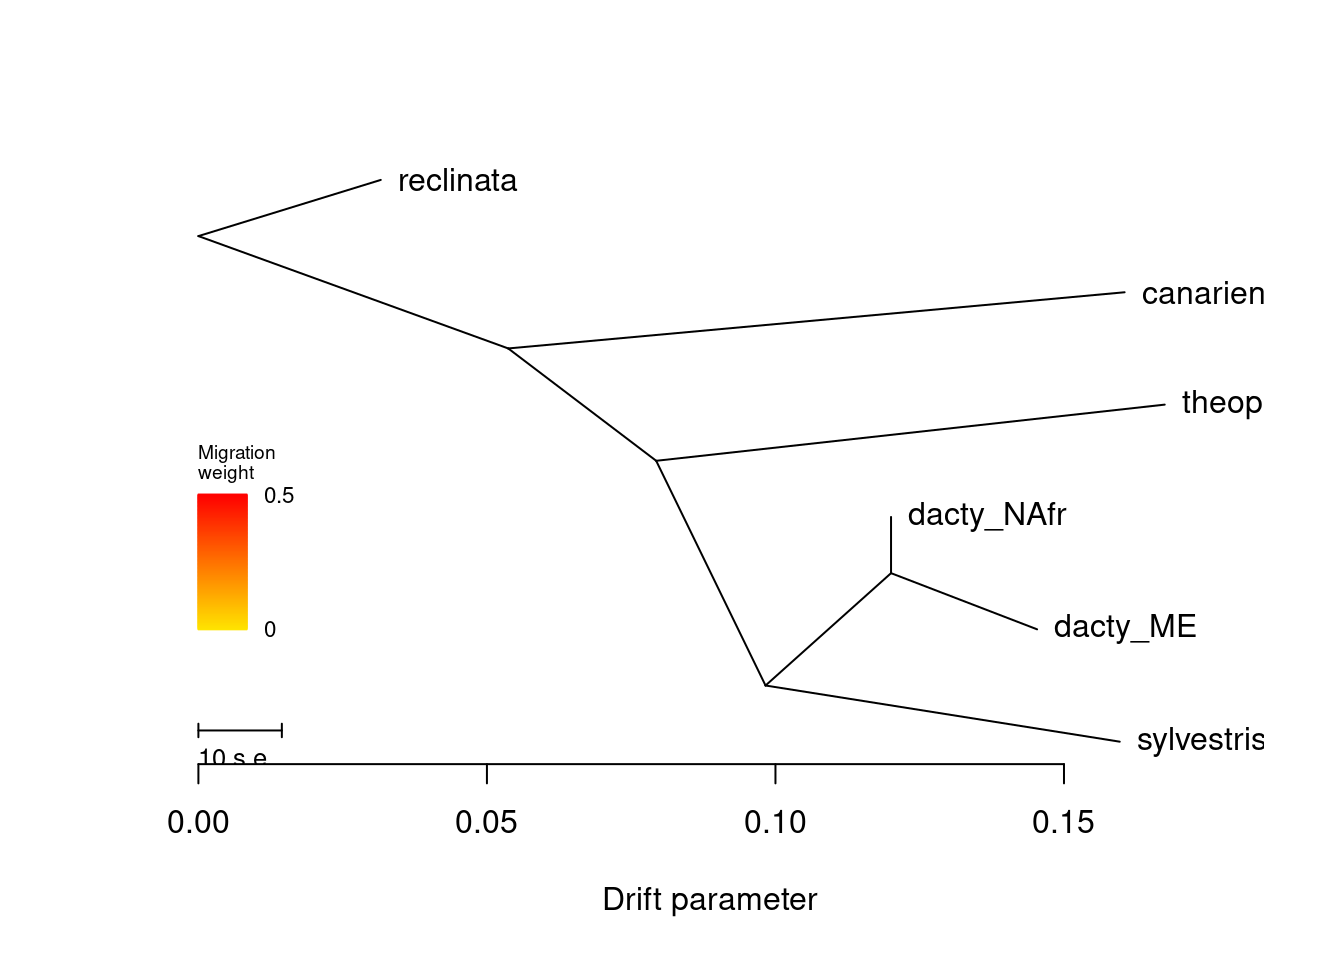 reclinata
canarien
theop
Migration
weight
0.5
dacty_NAfr
0
dacty_ME
sylvestris
10 s.e.
0.00 0.05 0.10 0.15
Drift parameter